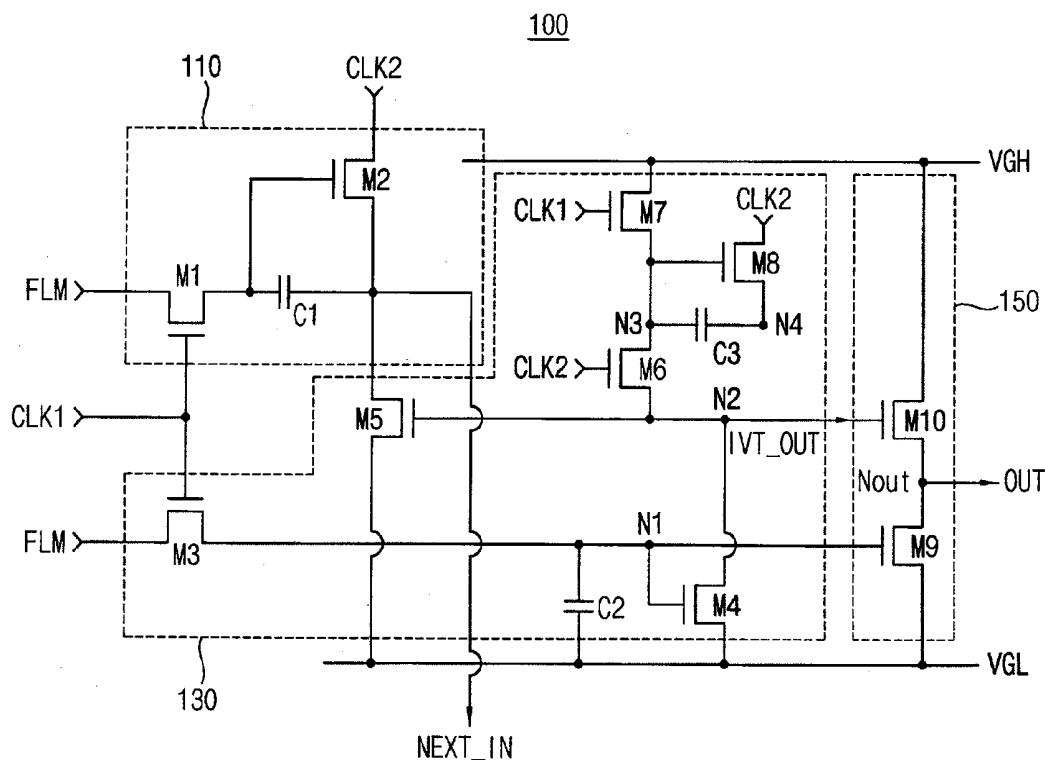 100
110
CLK2
M2
VGH
CLK1
M7
CLK2
M8
M1
FLM
C1
N3
N4
C3
150
CLK2
M6
CLK1
M5
N2
IVT_OUT
M10
Nout
OUT
FLM
M3
N1
M9
C2
M4
VGL
130
NEXT_IN